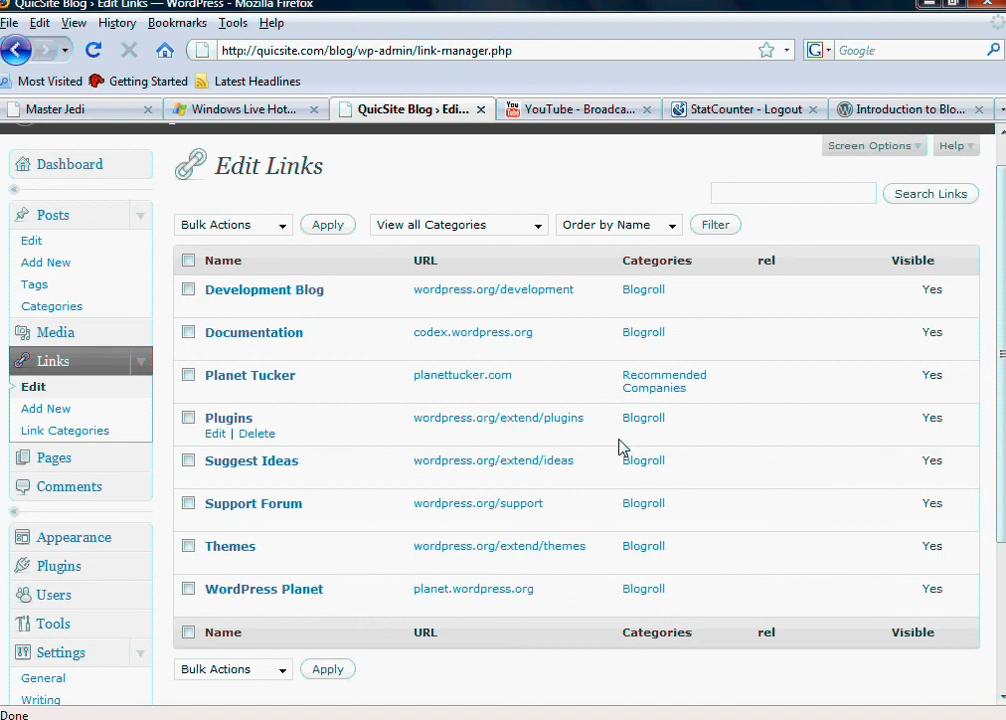 QuicSite Blog › Edit Links — WordPress - Mozilla Firefox
File Edit View History Bookmarks Tools Help
http://quicsite.com/blog/wp-admin/link-manager.php
G Google
Most Visited Getting Started Latest Headlines
Master Jedi Windows Live Hot... QuicSite Blog › Edi... YouTube - Broadca... StatCounter - Logout Introduction to Blo...
Screen Options Help
Dashboard
Edit Links
Search Links
Posts
Bulk Actions Apply View all Categories Order by Name Filter
Edit
Add New
Tags
Categories
Media
Links
Edit
Add New
Link Categories
Pages
Comments
Appearance
Plugins
Users
Tools
Settings
General
Writing
Name URL Categories rel Visible
Development Blog wordpress.org/development Blogroll Yes
Documentation codex.wordpress.org Blogroll Yes
Planet Tucker planettucker.com Recommended Companies Yes
Plugins wordpress.org/extend/plugins Blogroll Yes
Edit | Delete
Suggest Ideas wordpress.org/extend/ideas Blogroll Yes
Support Forum wordpress.org/support Blogroll Yes
Themes wordpress.org/extend/themes Blogroll Yes
WordPress Planet planet.wordpress.org Blogroll Yes
Name URL Categories rel Visible
Bulk Actions Apply
Done